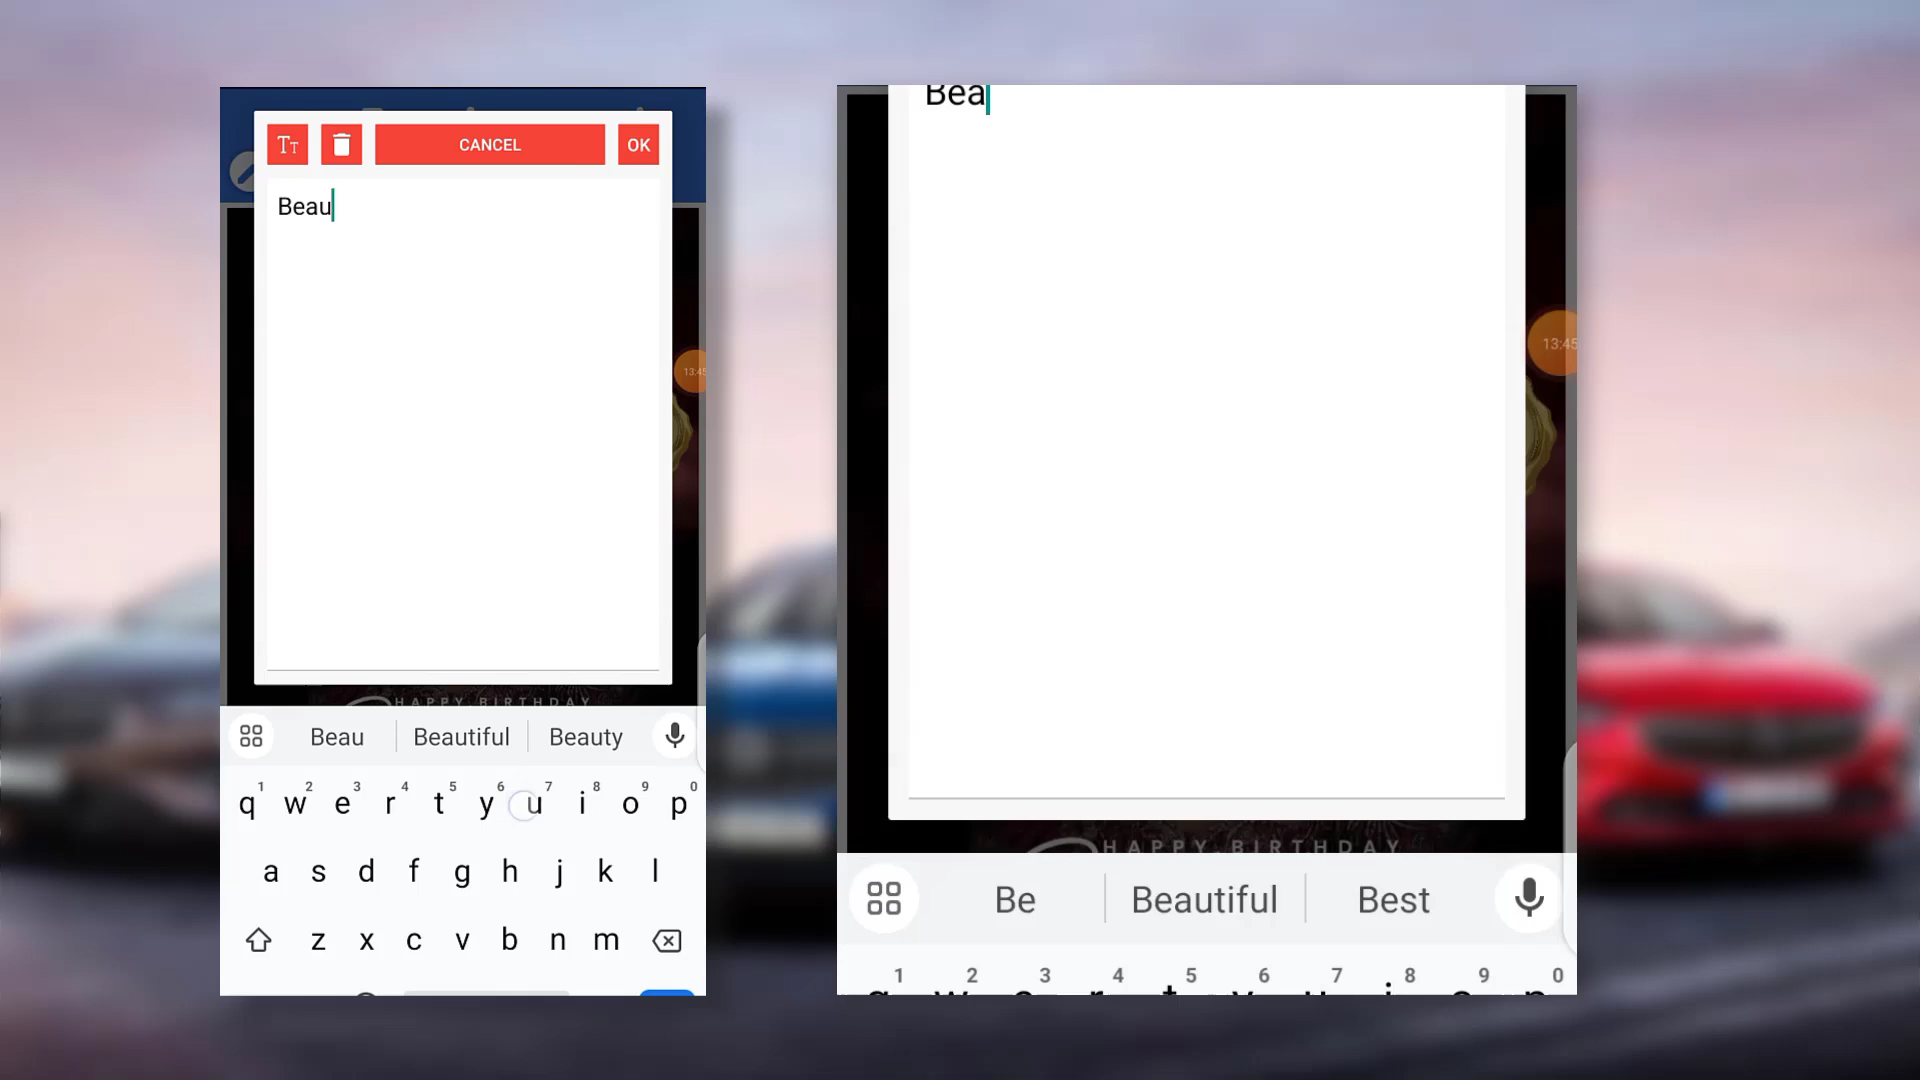 Tт CANCEL OK
Beau
13:45
HAPPY BIRTHDAY
Beau Beautiful Beauty
1 2 3 4 5 6 7 8 9 0
q w e r t y u i o p
a s d f g h j k l
z x c v b n m
Bea
13:45
HAPPY BIRTHDAY
Be Beautiful Best
1 2 3 4 5 6 7 8 9 0
q w e r t y u i o p